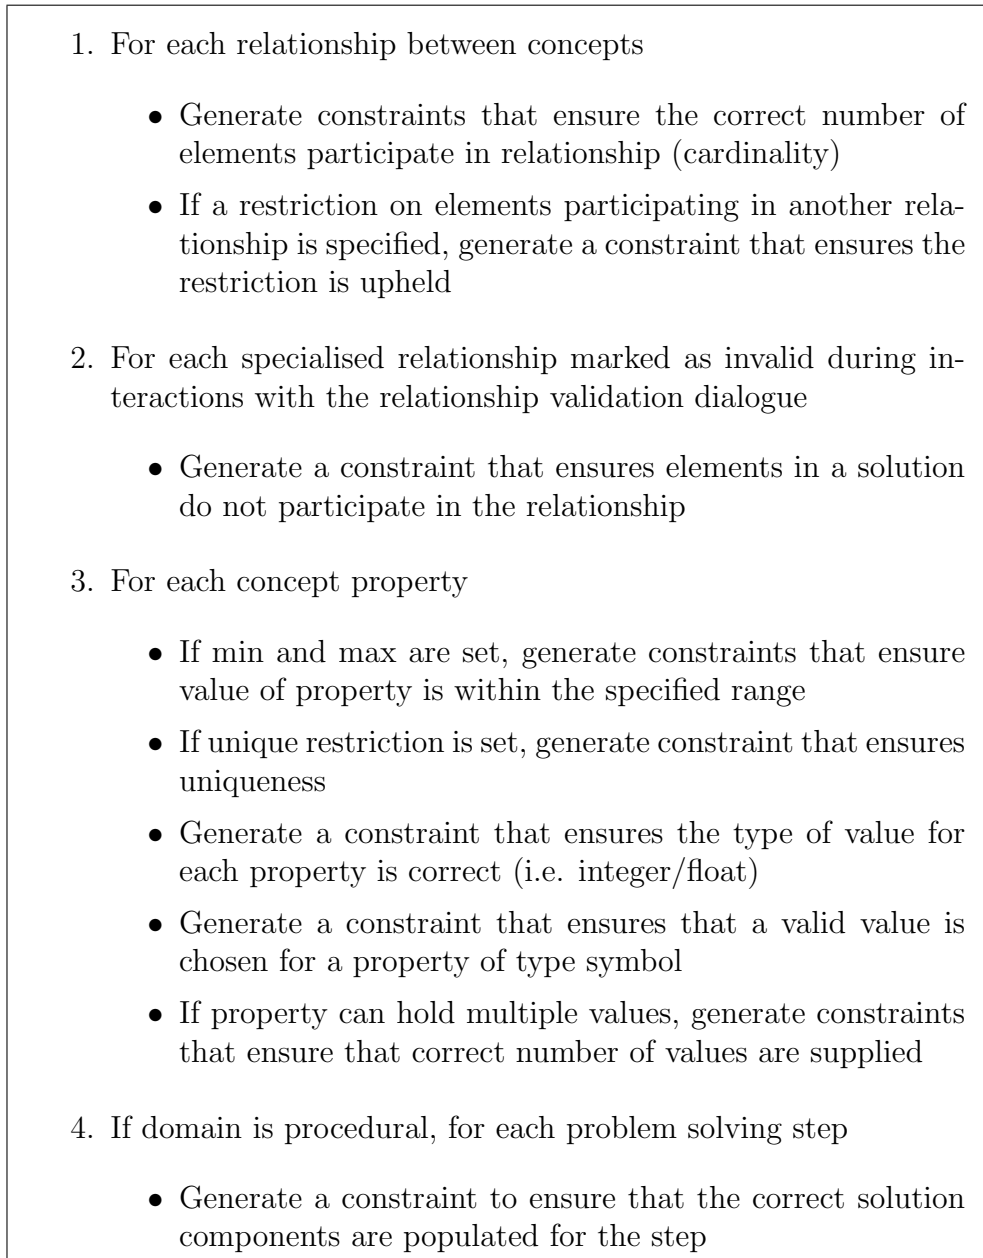 1. For each relationship between concepts
• Generate constraints that ensure the correct number of
elements participate in relationship (cardinality)
• If a restriction on elements participating in another rela-
tionship is specified, generate a constraint that ensures the
restriction is upheld
2. For each specialised relationship marked as invalid during in-
teractions with the relationship validation dialogue
• Generate a constraint that ensures elements in a solution
do not participate in the relationship
3. For each concept property
• If min and max are set, generate constraints that ensure
value of property is within the specified range
• If unique restriction is set, generate constraint that ensures
uniqueness
• Generate a constraint that ensures the type of value for
each property is correct (i.e. integer/float)
• Generate a constraint that ensures that a valid value is
chosen for a property of type symbol
• If property can hold multiple values, generate constraints
that ensure that correct number of values are supplied
4. If domain is procedural, for each problem solving step
• Generate a constraint to ensure that the correct solution
components are populated for the step